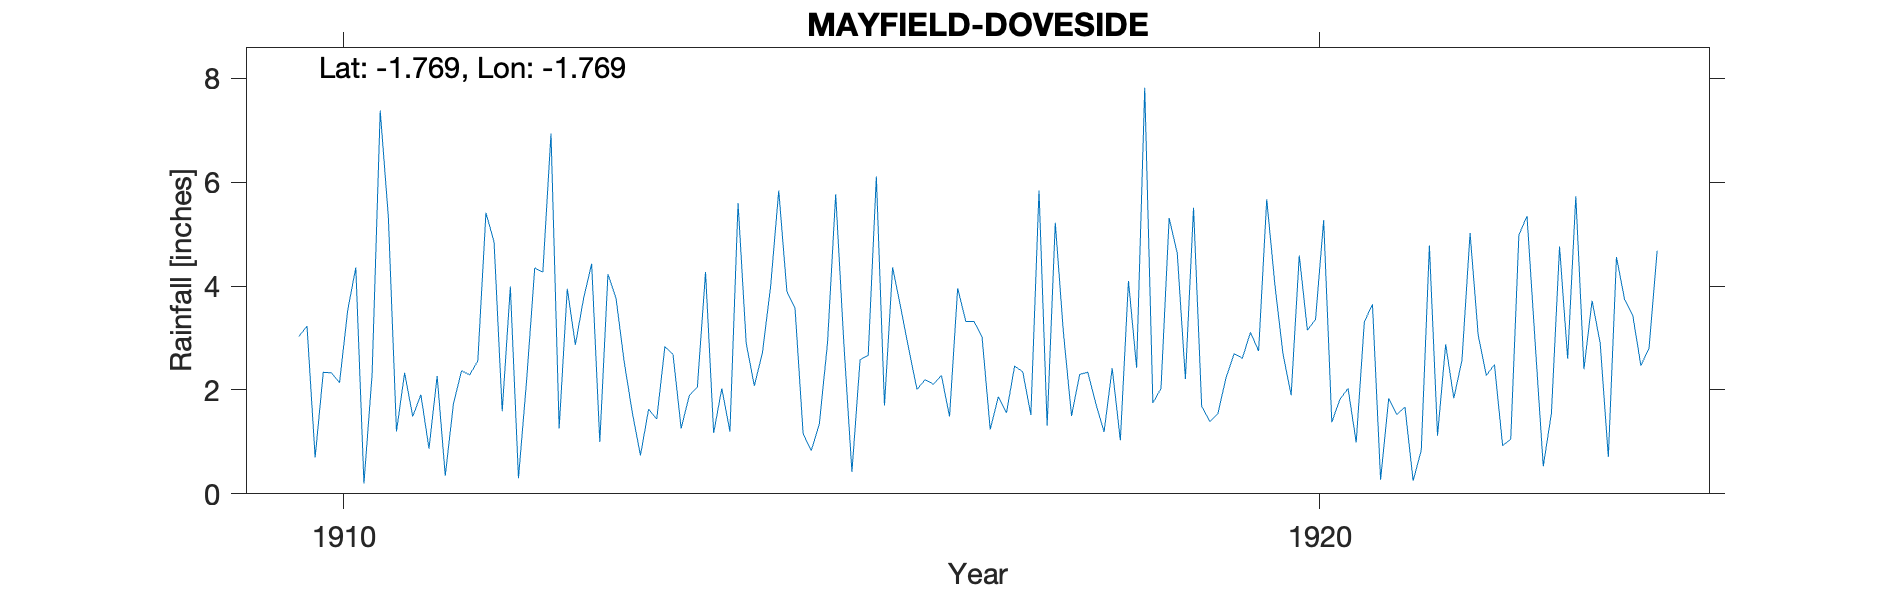 MAYFIELD-DOVESIDE
Lat: -1.769, Lon: -1.769
8
6
4
2
0
Rainfall [inches]
1910
1920
Year